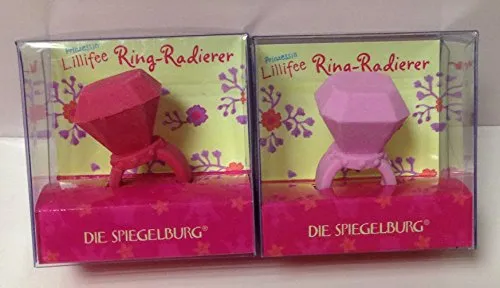 Prinzessin
Lillifee Ring-Radierer
DIE SPIEGELBURG®
Prinzessin
Lillifee Ring-Radierer
DIE SPIEGELBURG®